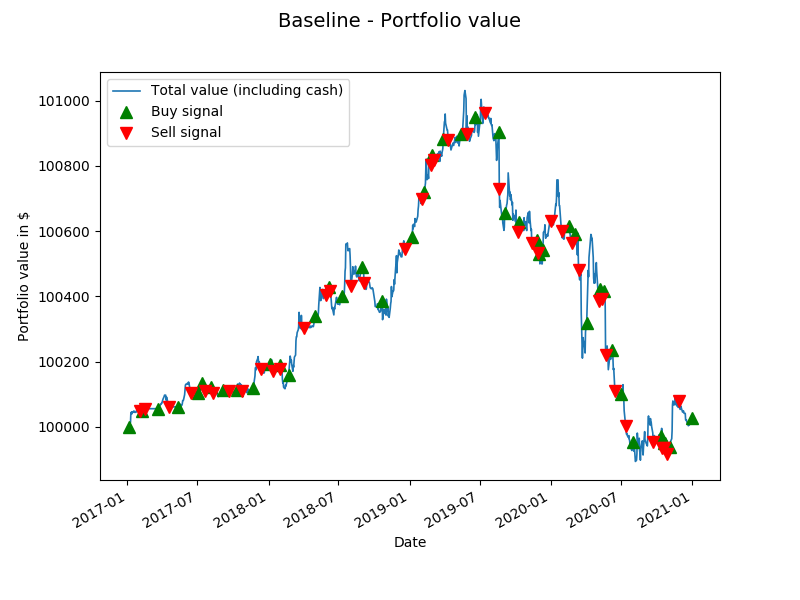 Baseline - Portfolio value
Total value (including cash)
Buy signal
Sell signal
Portfolio value in $
101000
100800
100600
100400
100200
100000
2017-01
2017-07
2018-01
2018-07
2019-01
2019-07
2020-01
2020-07
2021-01
Date